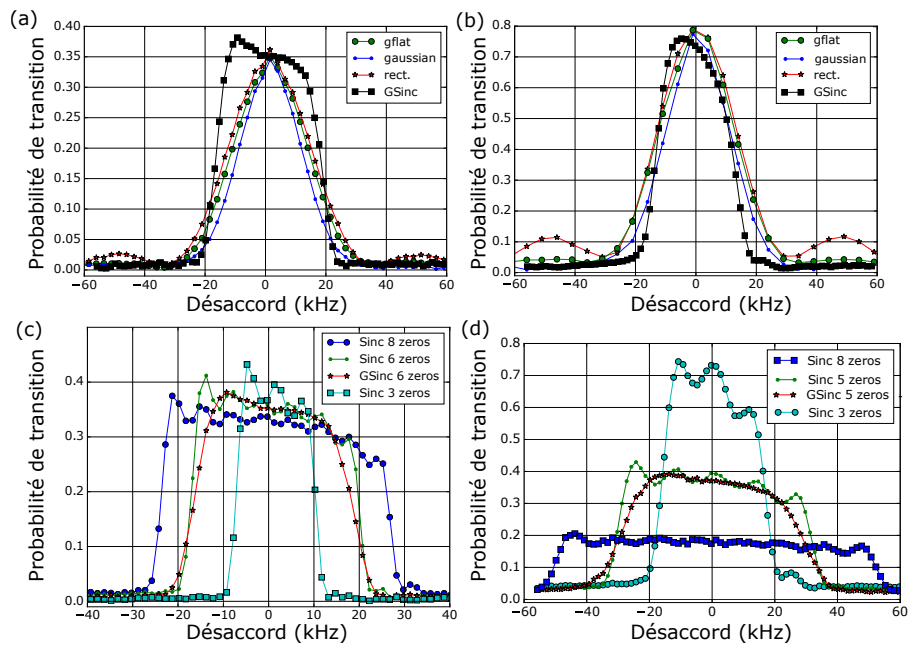 (a)
Probabilité de transition
0.40
0.35
0.30
0.25
0.20
0.15
0.10
0.05
0.00
−60
−40
−20
0
20
40
60
Désaccord (kHz)
gflat
gaussian
rect.
GSinc
(b)
Probabilité de transition
0.8
0.7
0.6
0.5
0.4
0.3
0.2
0.1
0.0
−60
−40
−20
0
20
40
60
Désaccord (kHz)
gflat
gaussian
rect.
GSinc
(c)
Probabilité de transition
0.4
0.3
0.2
0.1
0.0
−40
−30
−20
−10
0
10
20
30
40
Désaccord (kHz)
Sinc 8 zeros
Sinc 6 zeros
GSinc 6 zeros
Sinc 3 zeros
(d)
Probabilité de transition
0.8
0.7
0.6
0.5
0.4
0.3
0.2
0.1
0.0
−60
−40
−20
0
20
40
60
Désaccord (kHz)
Sinc 8 zeros
Sinc 5 zeros
GSinc 5 zeros
Sinc 3 zeros